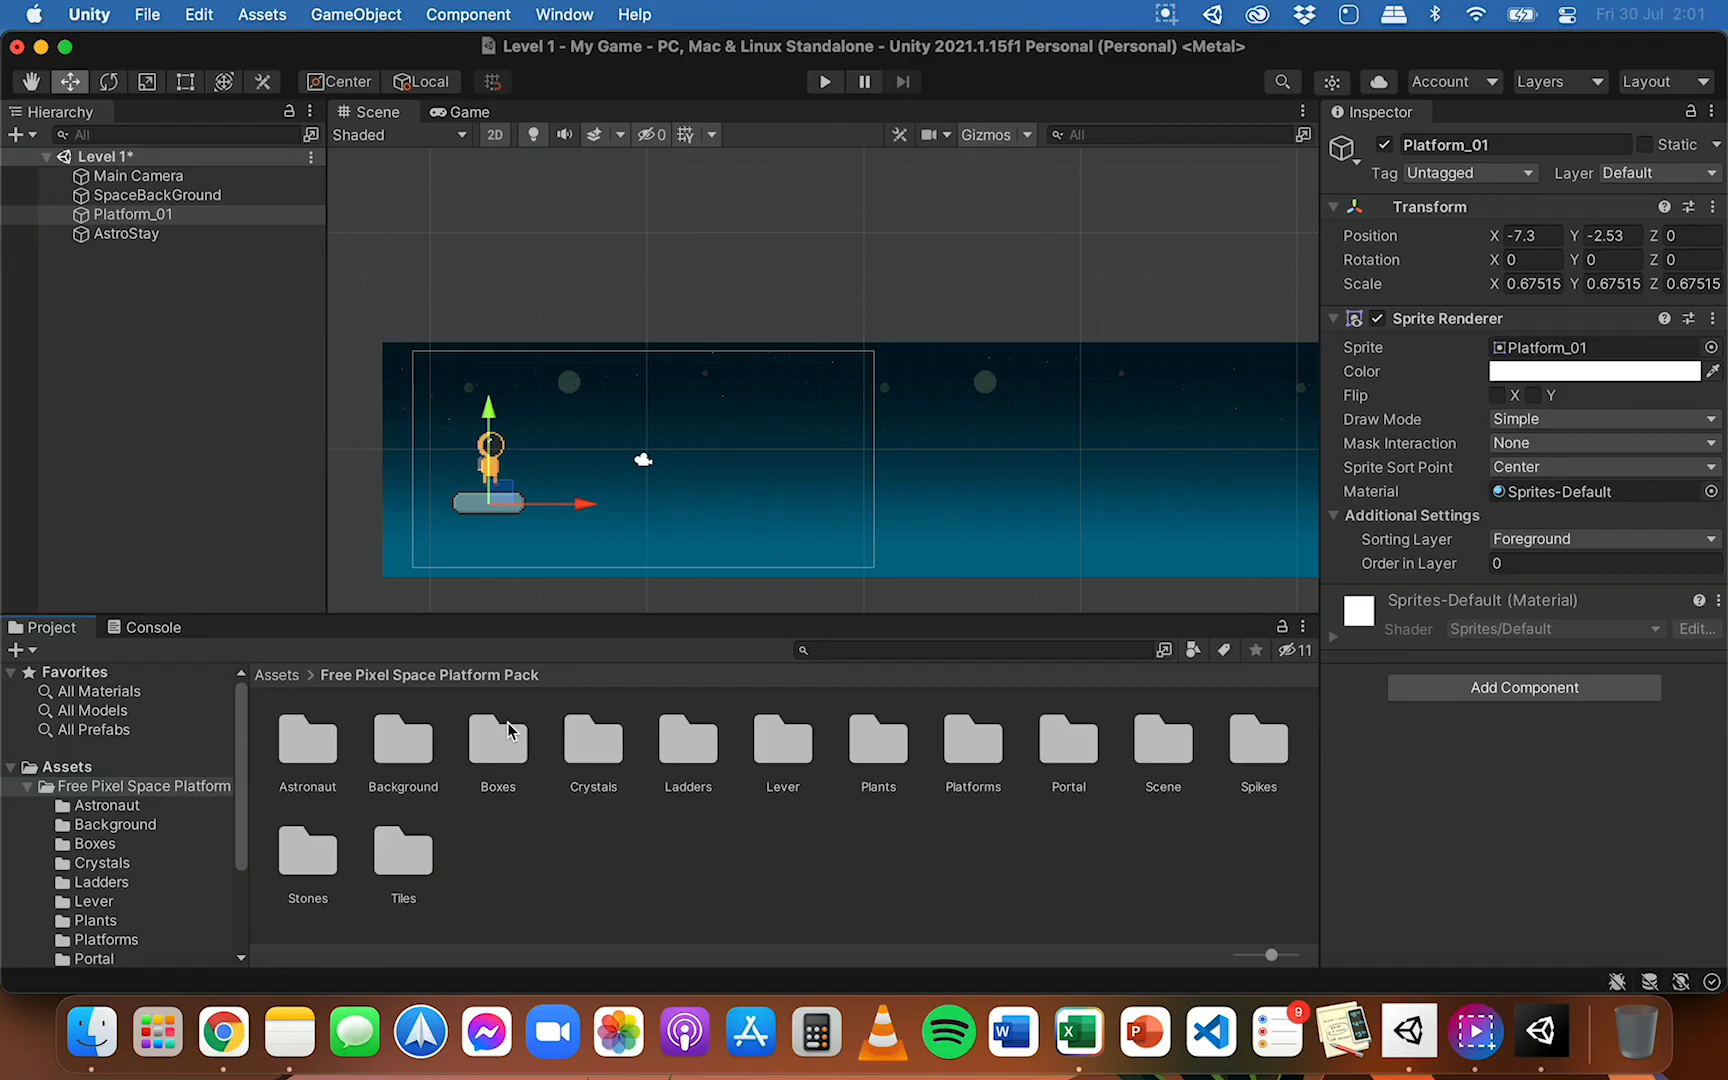 Unity File Edit Assets GameObject Component Window Help Fri 30 Jul 2:01
Level 1 - My Game - PC, Mac & Linux Standalone - Unity 2021.1.15f1 Personal (Personal) <Metal>
Center Local Account Layers Layout
Hierarchy Scene Game Inspector
All Shaded 2D 0 Gizmos All
Platform_01 Static
Tag Untagged Layer Default
Level 1*
Main Camera
SpaceBackGround
Platform_01
AstroStay
Transform
Position X -7.3 Y -2.53 Z 0
Rotation X 0 Y 0 Z 0
Scale X 0.67515 Y 0.67515 Z 0.67515
Sprite Renderer
Sprite Platform_01
Color
Flip X Y
Draw Mode Simple
Mask Interaction None
Sprite Sort Point Center
Material Sprites-Default
Additional Settings
Sorting Layer Foreground
Order in Layer 0
Sprites-Default (Material)
Shader Sprites/Default Edit...
Add Component
Project Console
11
Favorites
All Materials
All Models
All Prefabs
Assets
Free Pixel Space Platform
Astronaut
Background
Boxes
Crystals
Ladders
Lever
Plants
Platforms
Portal
Assets > Free Pixel Space Platform Pack
Astronaut Background Boxes Crystals Ladders Lever Plants Platforms Portal Scene Spikes
Stones Tiles
W X P 9